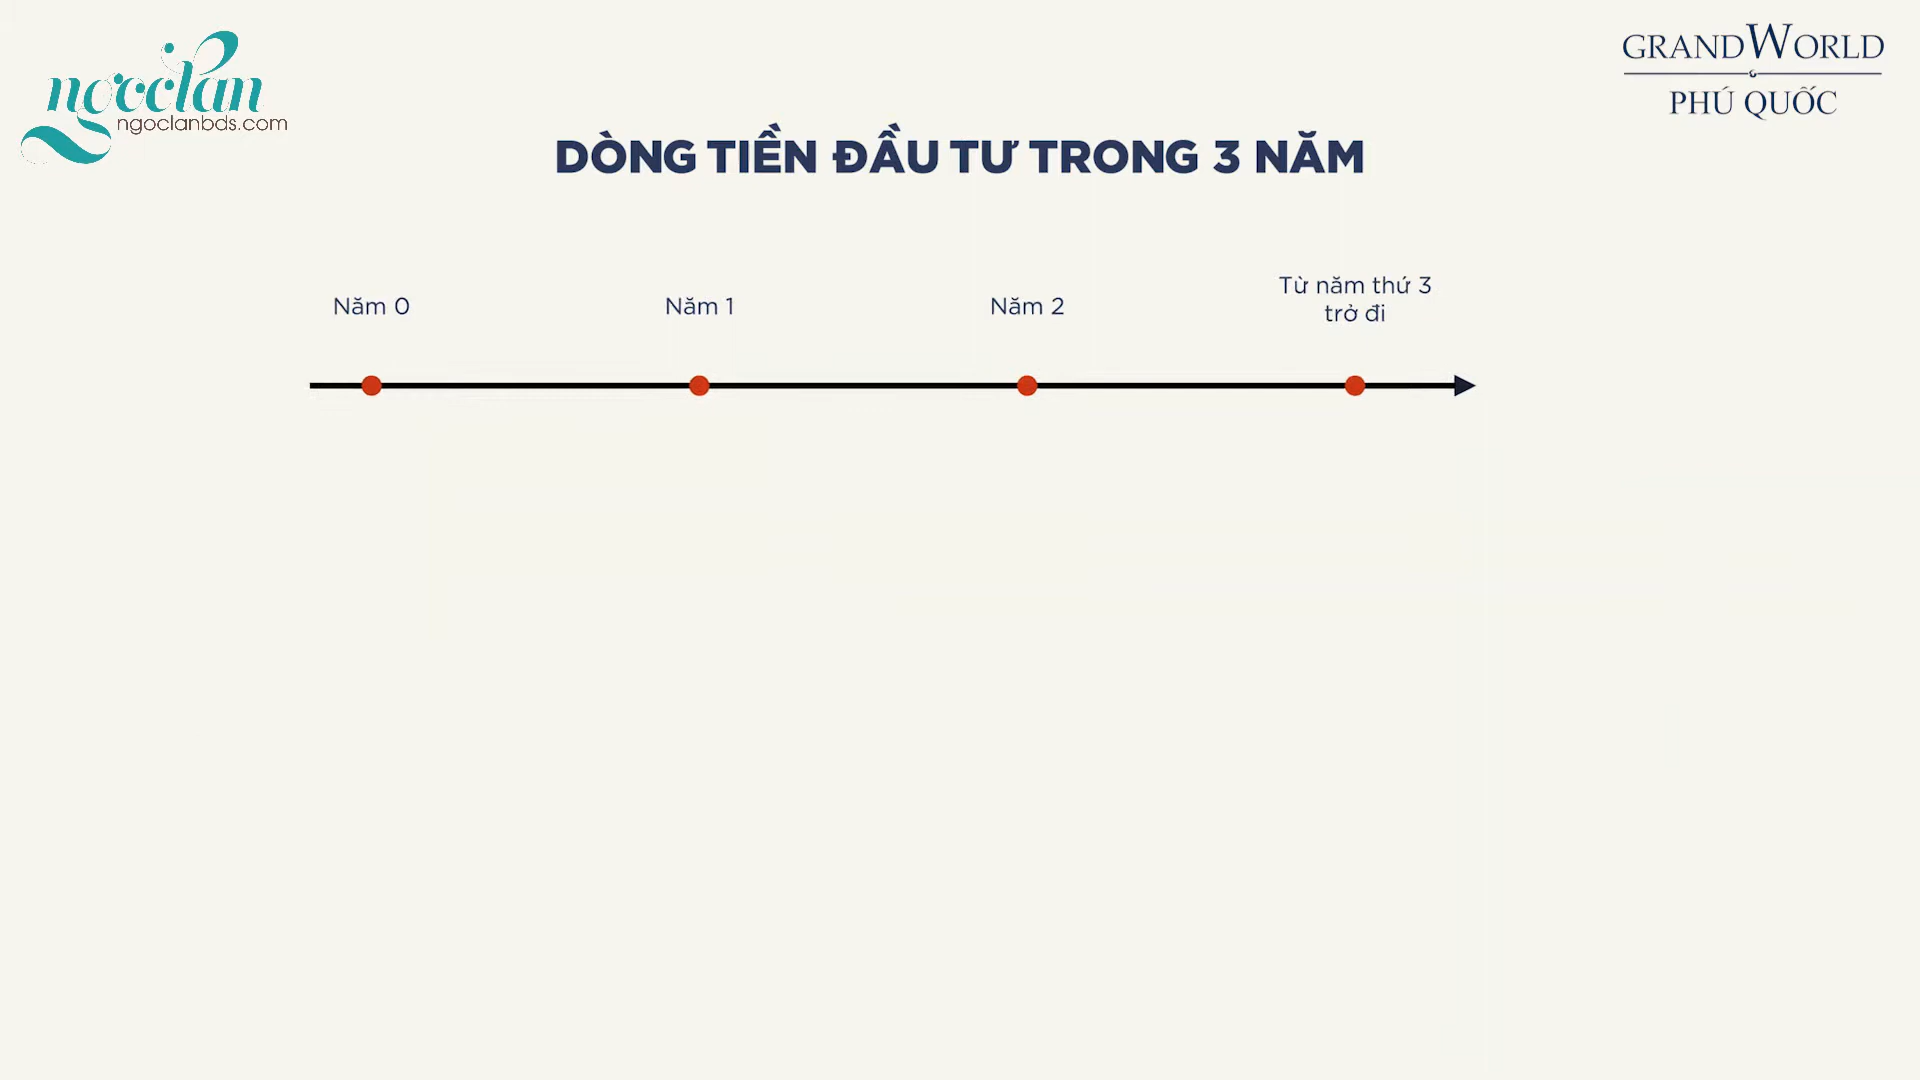 ngọclan
ngoclanbds.com
GRANDWORLD
PHÚ QUỐC
DÒNG TIỀN ĐẦU TƯ TRONG 3 NĂM
Năm 0
Năm 1
Năm 2
Từ năm thứ 3
trở đi